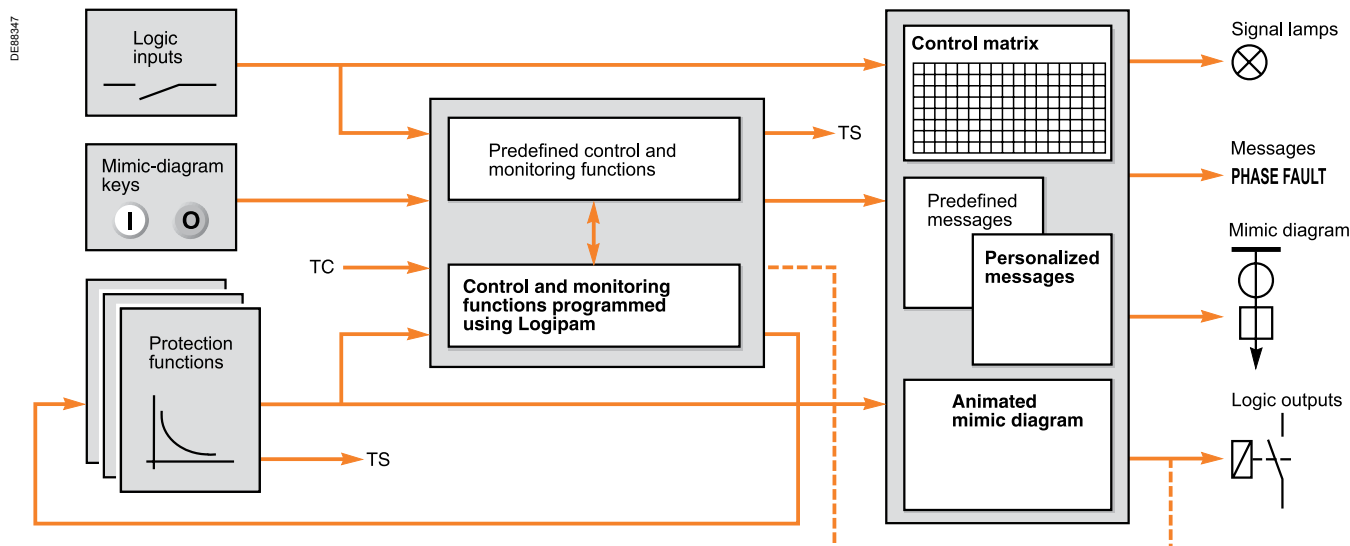 DE88347
Logic
inputs
Mimic-diagram
keys
I O
Protection
functions
TS
TC
Predefined control and
monitoring functions
Control and monitoring
functions programmed
using Logipam
TS
Control matrix
Predefined
messages
Personalized
messages
Animated
mimic diagram
Signal lamps
Messages
PHASE FAULT
Mimic diagram
Logic outputs